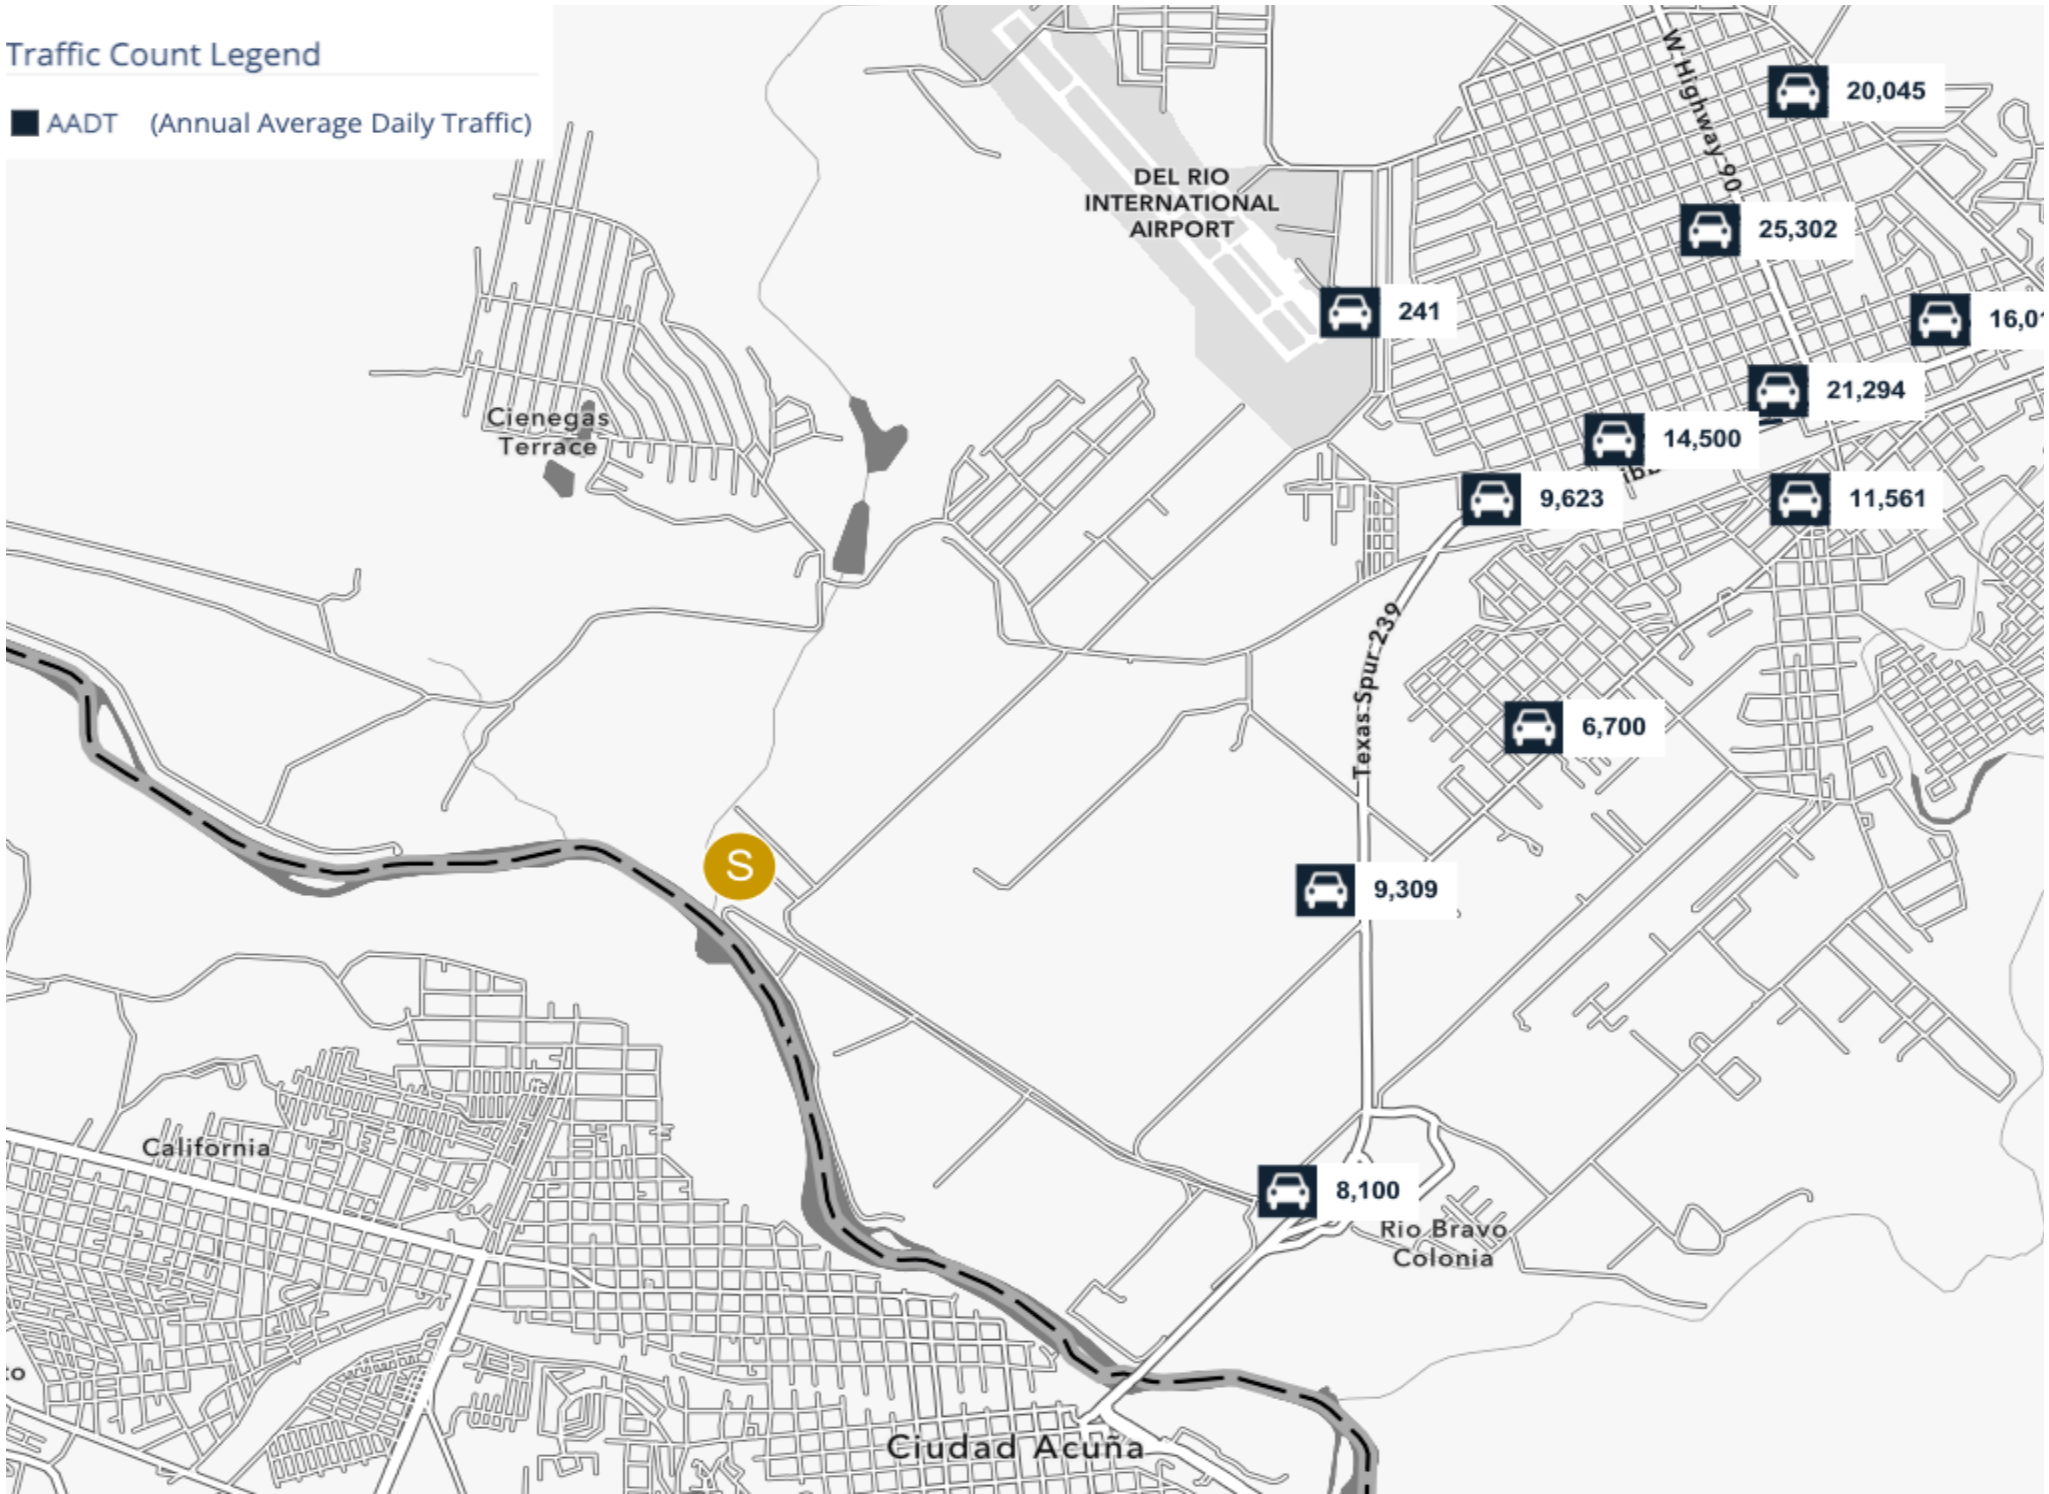 Traffic Count Legend
AADT (Annual Average Daily Traffic)
W Highway 90
20,045
DEL RIO
INTERNATIONAL
AIRPORT
25,302
241
16,01
21,294
Cienegas
Terrace
14,500
9,623
11,561
Texas Spur 239
6,700
S
9,309
California
8,100
Rio Bravo
Colonia
Ciudad Acuña